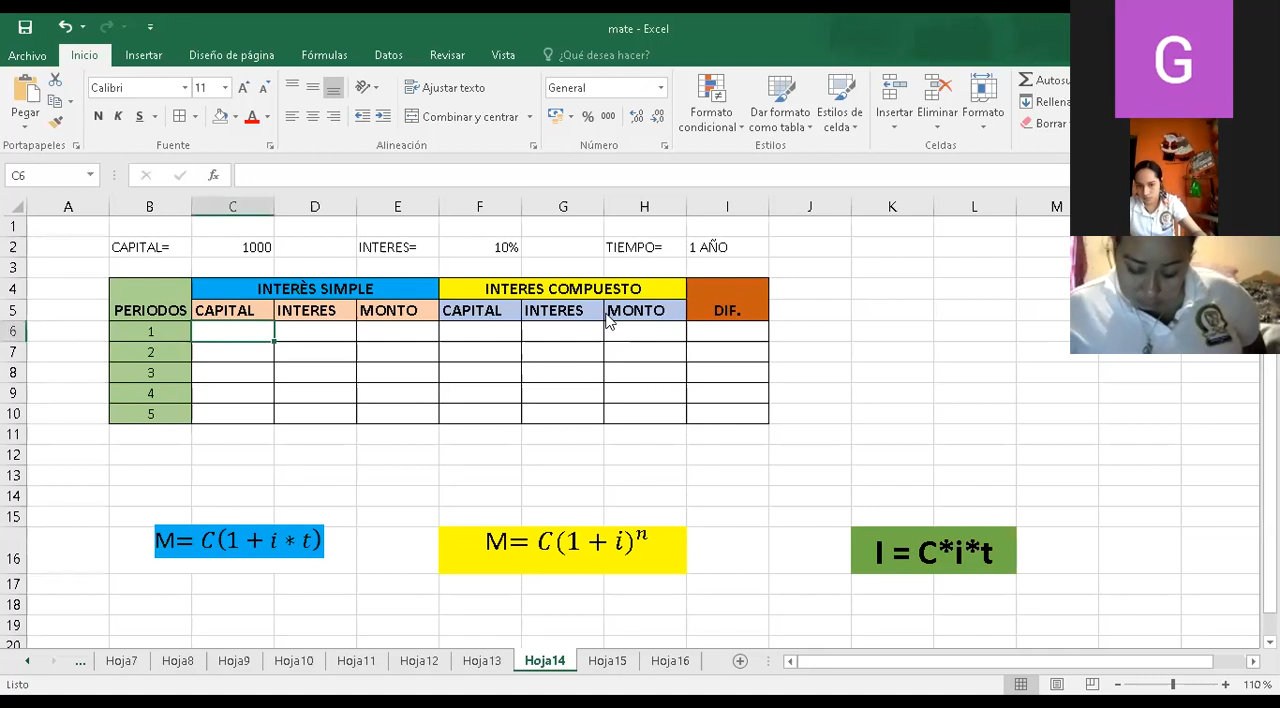 mate - Excel
Archivo Inicio Insertar Diseño de página Fórmulas Datos Revisar Vista ¿Qué desea hacer?
Pegar
Calibri 11
N K S
Ajustar texto
Combinar y centrar
General
% 000
Formato condicional
Dar formato como tabla
Estilos de celda
Insertar Eliminar Formato
Autosu
Rellena
Borrar
Portapapeles Fuente Alineación Número Estilos Celdas
G
C6 fx
A B C D E F G H I J K L M
1
2 CAPITAL= 1000 INTERES= 10% TIEMPO= 1 AÑO
3
4 INTERÈS SIMPLE INTERES COMPUESTO
5 PERIODOS CAPITAL INTERES MONTO CAPITAL INTERES MONTO DIF.
6 1
7 2
8 3
9 4
10 5
11
12
13
14
15
16 M= C(1 + i ∗ t) M= C(1 + i)ⁿ I = C*i*t
17
18
19
20
... Hoja7 Hoja8 Hoja9 Hoja10 Hoja11 Hoja12 Hoja13 Hoja14 Hoja15 Hoja16
Listo 110 %